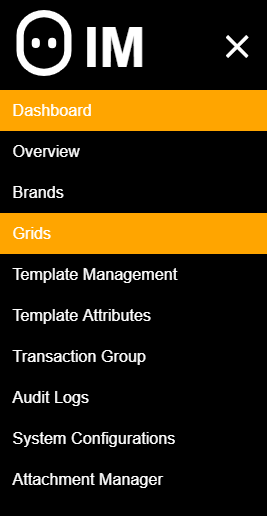 IM
Dashboard
Overview
Brands
Grids
Template Management
Template Attributes
Transaction Group
Audit Logs
System Configurations
Attachment Manager